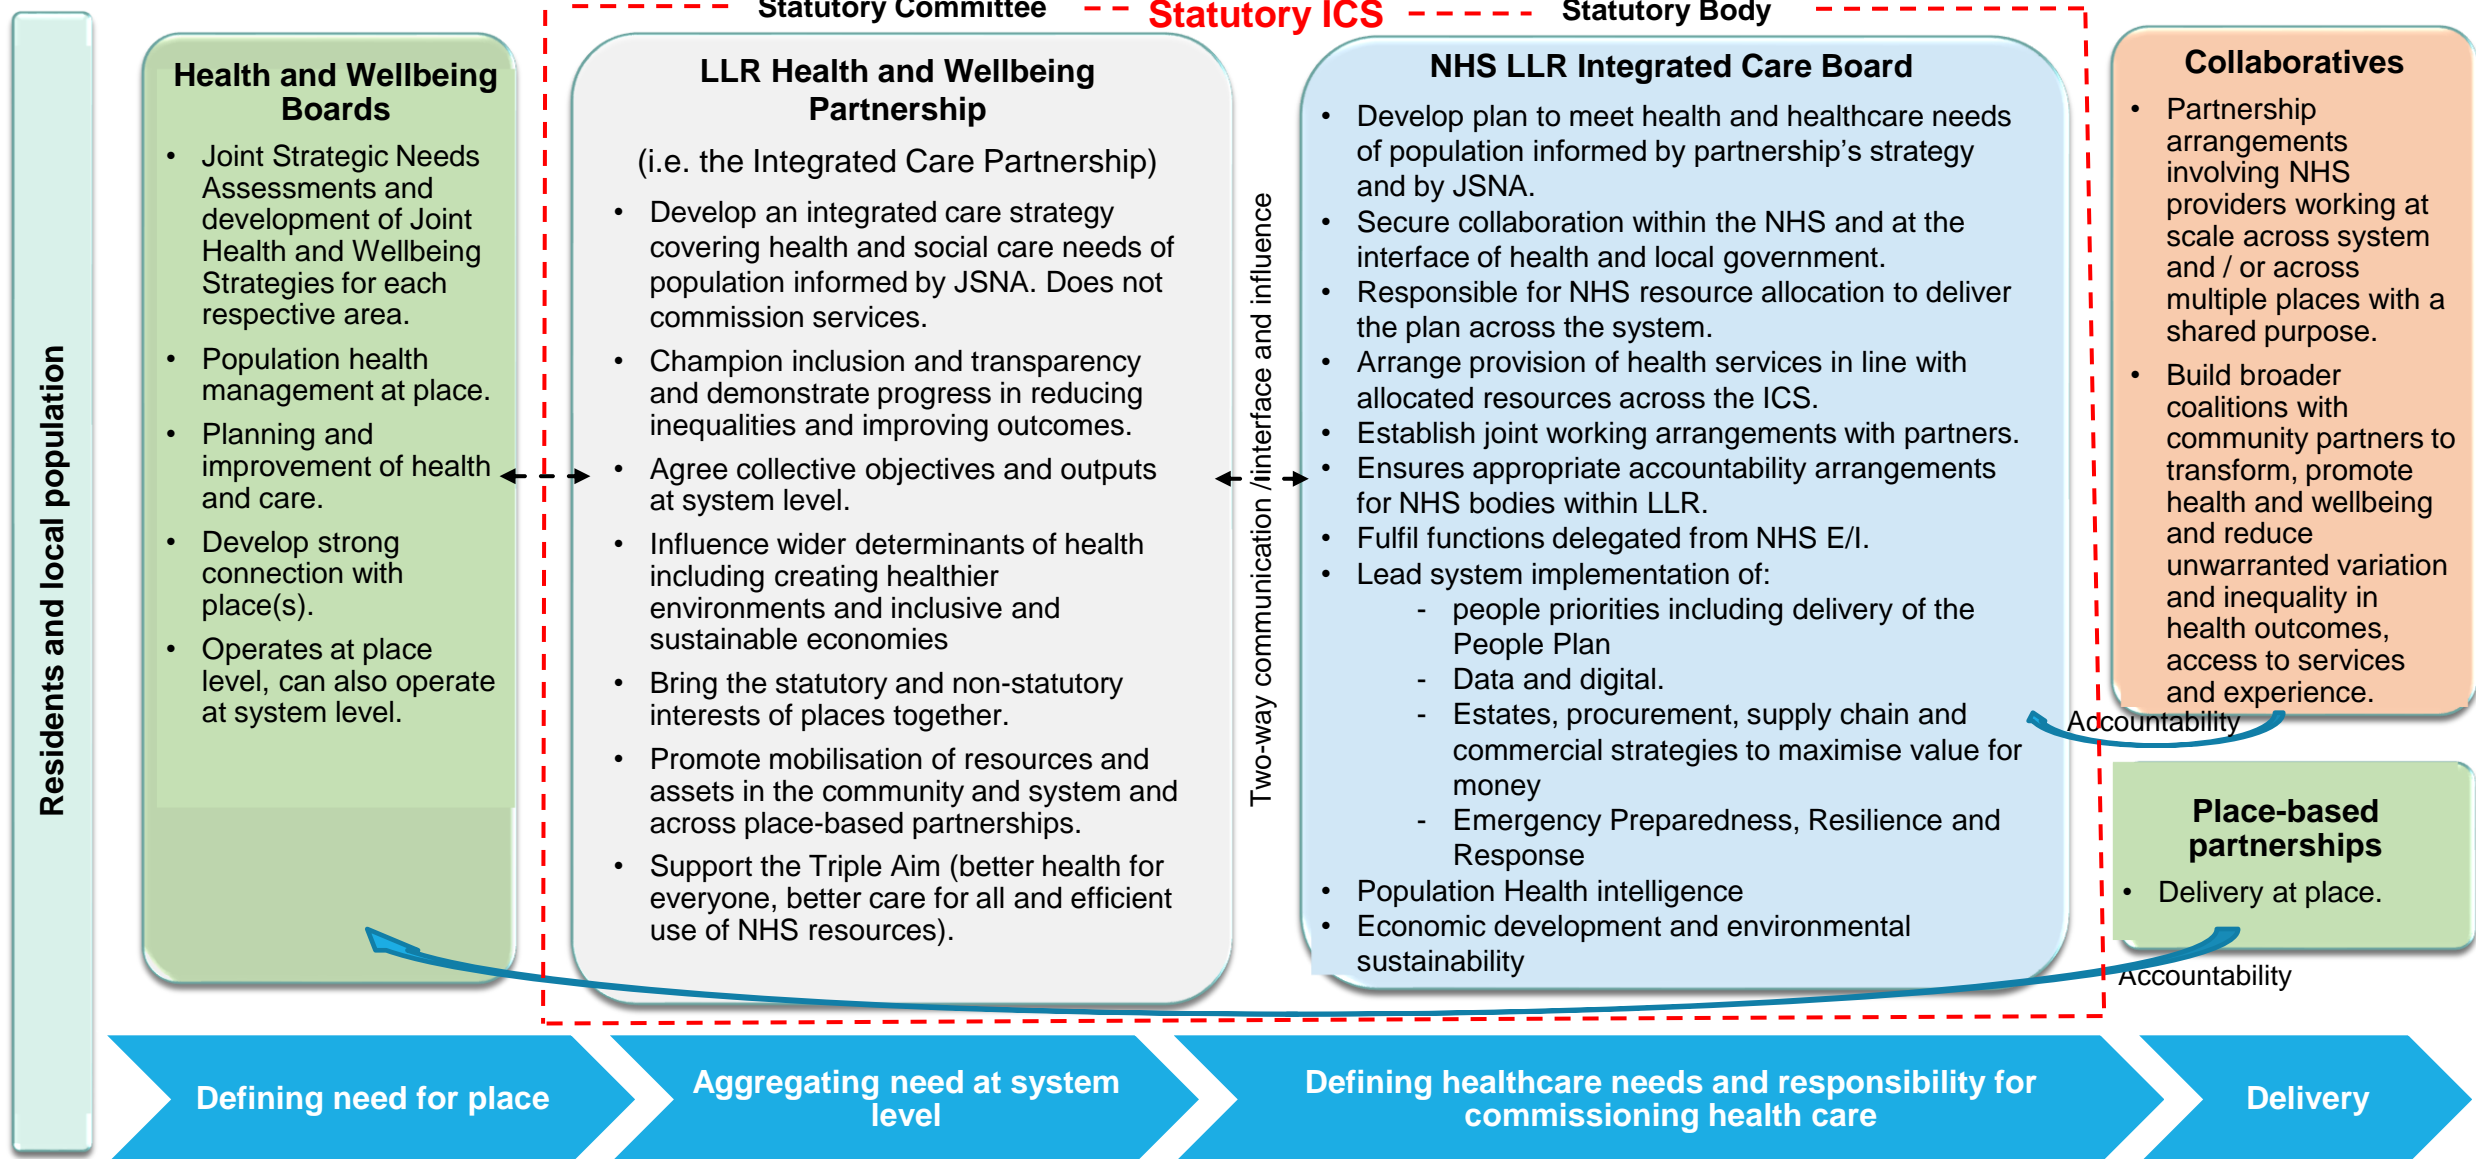 Statutory Committee
Statutory ICS
Statutory Body
Residents and local population
Health and Wellbeing
Boards
• Joint Strategic Needs
Assessments and
development of Joint
Health and Wellbeing
Strategies for each
respective area.
• Population health
management at place.
• Planning and
improvement of health
and care.
• Develop strong
connection with
place(s).
• Operates at place
level, can also operate
at system level.
LLR Health and Wellbeing
Partnership
(i.e. the Integrated Care Partnership)
• Develop an integrated care strategy
covering health and social care needs of
population informed by JSNA. Does not
commission services.
• Champion inclusion and transparency
and demonstrate progress in reducing
inequalities and improving outcomes.
• Agree collective objectives and outputs
at system level.
• Influence wider determinants of health
including creating healthier
environments and inclusive and
sustainable economies
• Bring the statutory and non-statutory
interests of places together.
• Promote mobilisation of resources and
assets in the community and system and
across place-based partnerships.
• Support the Triple Aim (better health for
everyone, better care for all and efficient
use of NHS resources).
Two-way communication /interface and influence
NHS LLR Integrated Care Board
• Develop plan to meet health and healthcare needs
of population informed by partnership's strategy
and by JSNA.
• Secure collaboration within the NHS and at the
interface of health and local government.
• Responsible for NHS resource allocation to deliver
the plan across the system.
• Arrange provision of health services in line with
allocated resources across the ICS.
• Establish joint working arrangements with partners.
• Ensures appropriate accountability arrangements
for NHS bodies within LLR.
• Fulfil functions delegated from NHS E/I.
• Lead system implementation of:
- people priorities including delivery of the
People Plan
- Data and digital.
- Estates, procurement, supply chain and
commercial strategies to maximise value for
money
- Emergency Preparedness, Resilience and
Response
• Population Health intelligence
• Economic development and environmental
sustainability
Collaboratives
• Partnership
arrangements
involving NHS
providers working at
scale across system
and / or across
multiple places with a
shared purpose.
• Build broader
coalitions with
community partners to
transform, promote
health and wellbeing
and reduce
unwarranted variation
and inequality in
health outcomes,
access to services
and experience.
Accountability
Place-based
partnerships
• Delivery at place.
Accountability
Defining need for place
Aggregating need at system
level
Defining healthcare needs and responsibility for
commissioning health care
Delivery